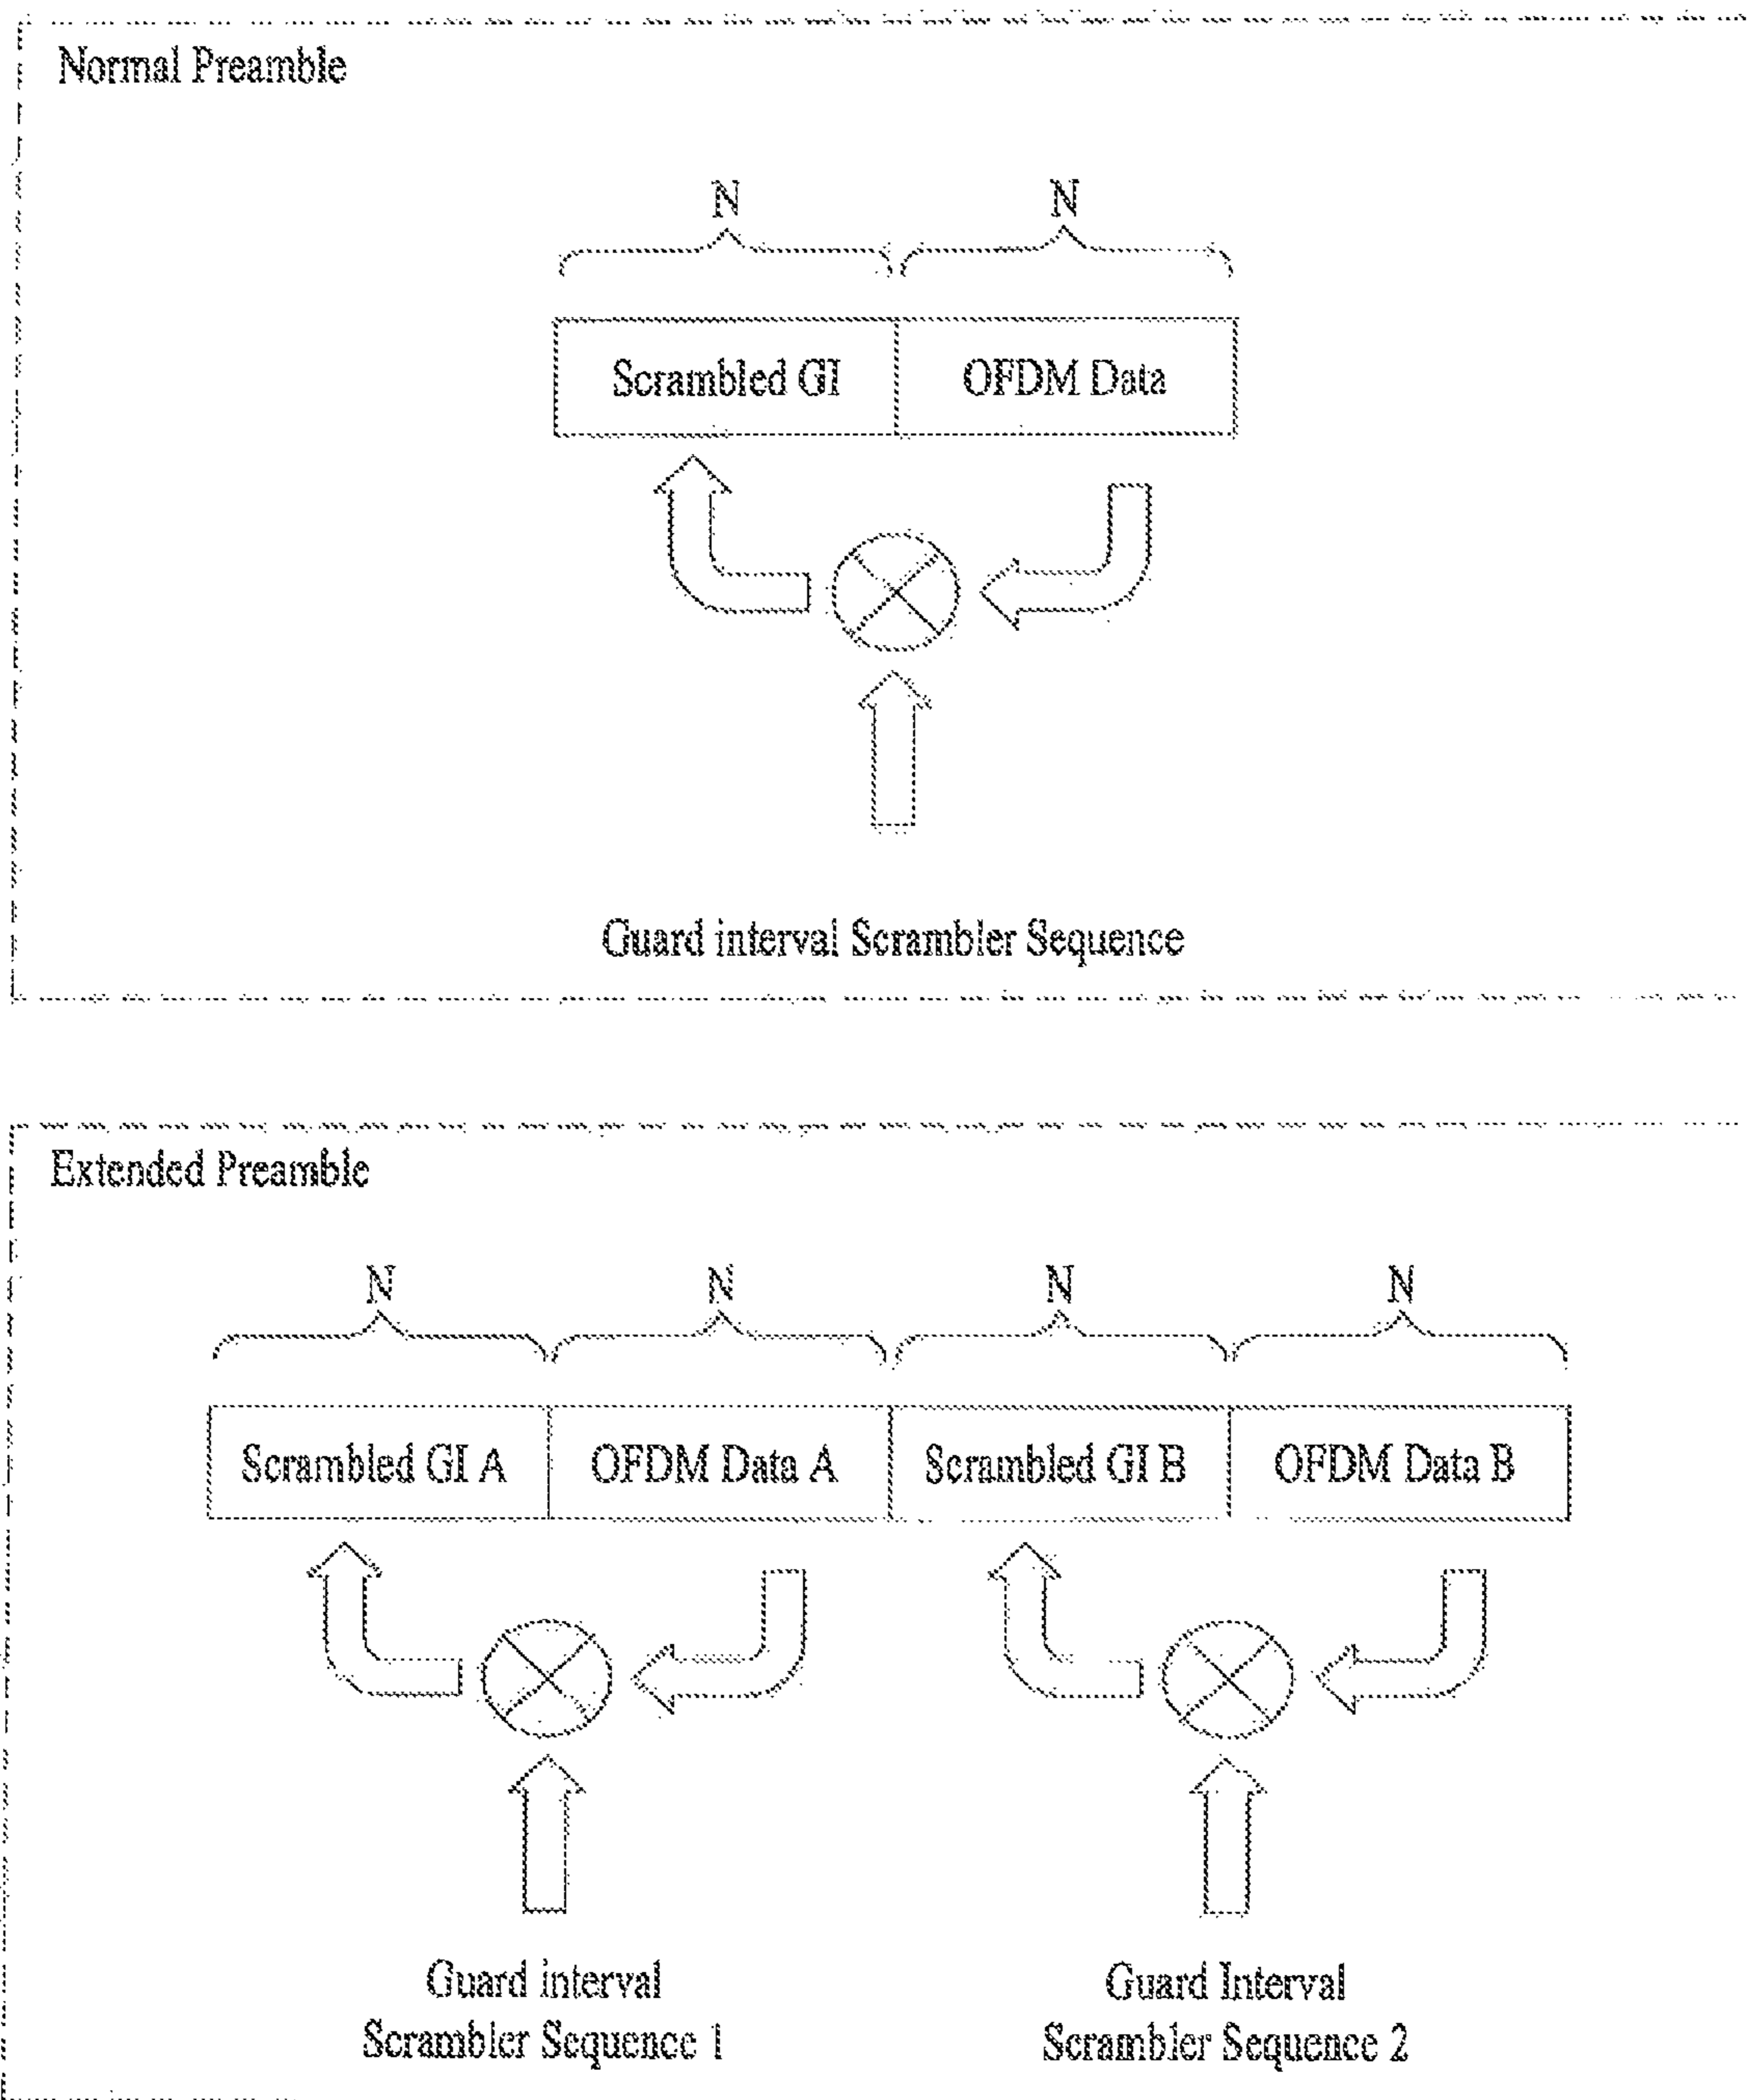 Normal Preamble
N N
Scrambled GI OFDM Data
Guard interval Scrambler Sequence
Extended Preamble
N N N N
Scrambled GI A OFDM Data A Scrambled GI B OFDM Data B
Guard interval
Scrambler Sequence 1
Guard Interval
Scrambler Sequence 2